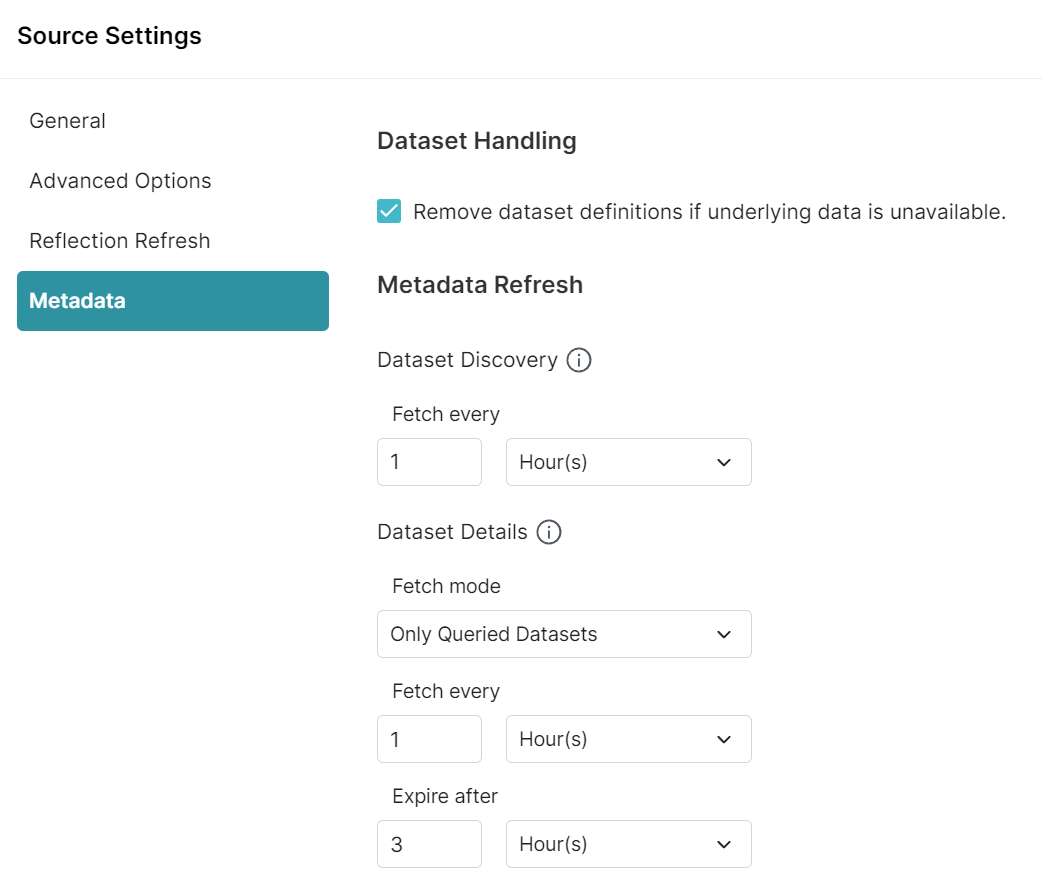 Source Settings
General
Advanced Options
Reflection Refresh
Metadata
Dataset Handling
Remove dataset definitions if underlying data is unavailable.
Metadata Refresh
Dataset Discovery
Fetch every
1 Hour(s)
Dataset Details
Fetch mode
Only Queried Datasets
Fetch every
1 Hour(s)
Expire after
3 Hour(s)